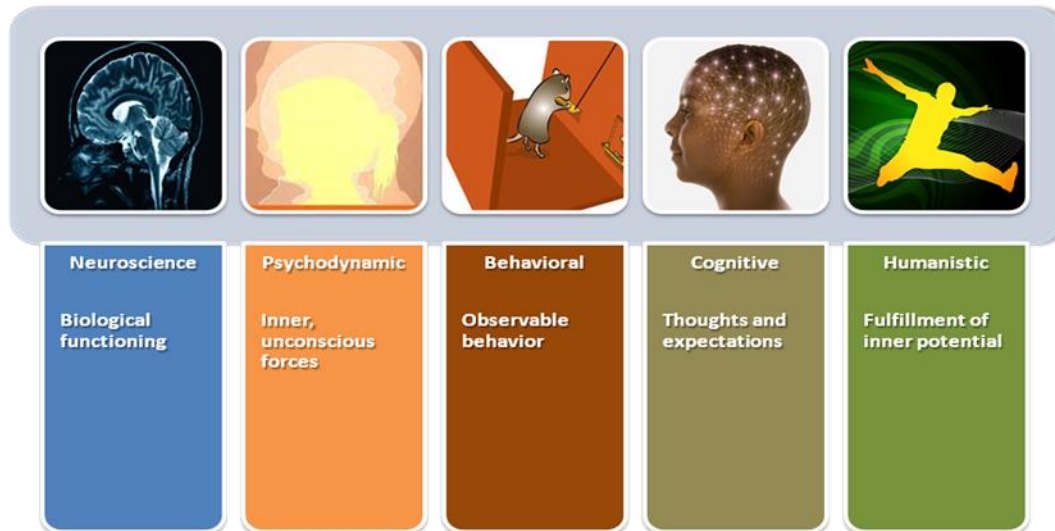 Neuroscience
Biological
functioning
Psychodynamic
Inner,
unconscious
forces
Behavioral
Observable
behavior
Cognitive
Thoughts and
expectations
Humanistic
Fulfillment of
inner potential